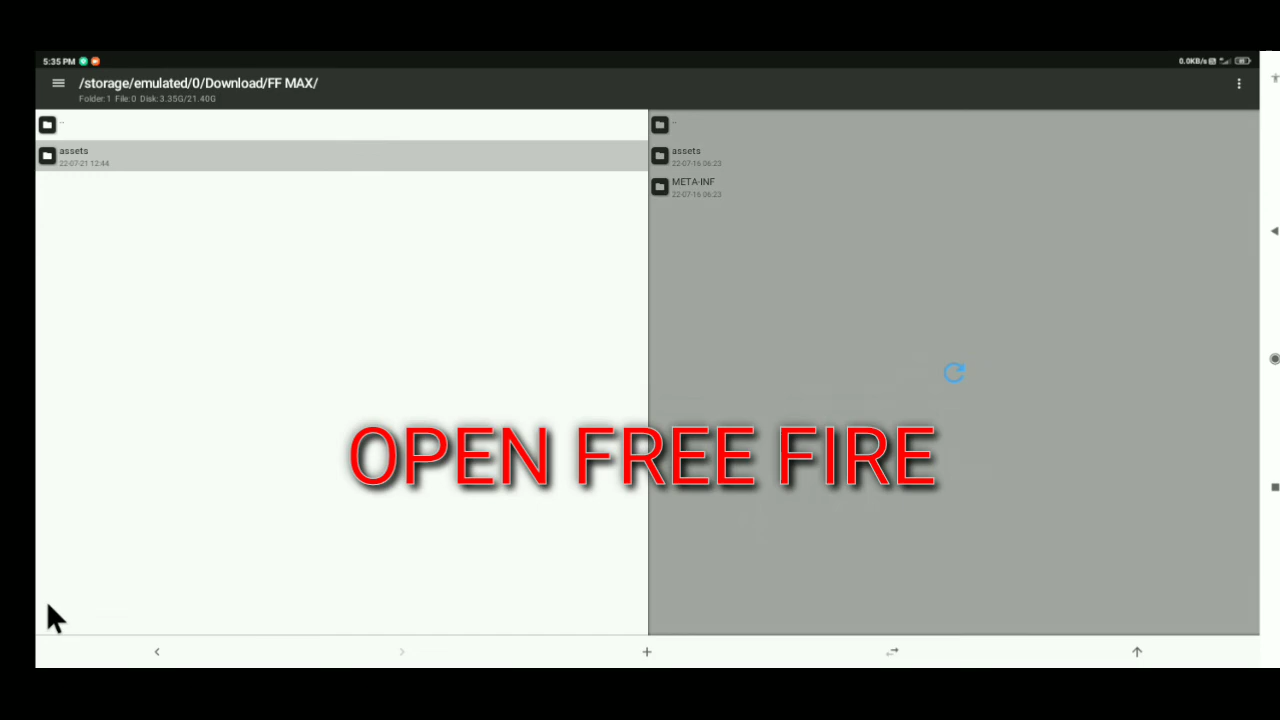 5:35 PM
0.0KB/s
/storage/emulated/0/Download/FF MAX/
Folder:1 File:0 Disk:3.35G/21.40G
..
assets
22-07-21 12:44
..
assets
22-07-16 06:23
META-INF
22-07-16 06:23
OPEN FREE FIRE